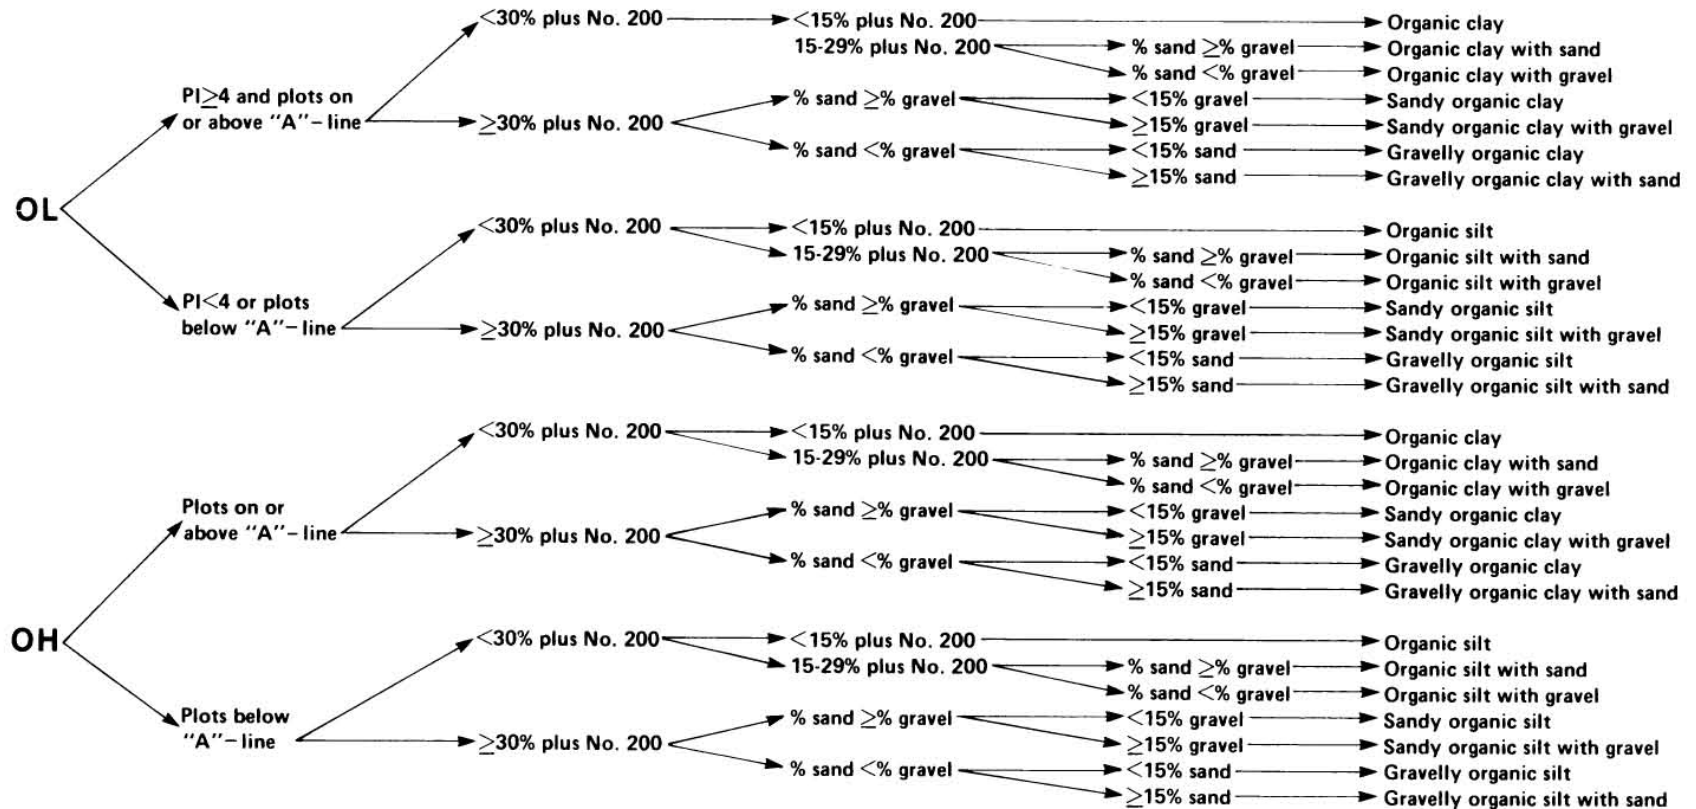 <30% plus No. 200 <15% plus No. 200 Organic clay
15-29% plus No. 200 % sand ≥% gravel Organic clay with sand
% sand <% gravel Organic clay with gravel
PI≥4 and plots on
or above "A"-line
≥30% plus No. 200 % sand ≥% gravel <15% gravel Sandy organic clay
≥15% gravel Sandy organic clay with gravel
% sand <% gravel <15% sand Gravelly organic clay
≥15% sand Gravelly organic clay with sand
OL
<30% plus No. 200 <15% plus No. 200 Organic silt
15-29% plus No. 200 % sand ≥% gravel Organic silt with sand
% sand <% gravel Organic silt with gravel
PI<4 or plots
below "A"-line
≥30% plus No. 200 % sand ≥% gravel <15% gravel Sandy organic silt
≥15% gravel Sandy organic silt with gravel
% sand <% gravel <15% sand Gravelly organic silt
≥15% sand Gravelly organic silt with sand
<30% plus No. 200 <15% plus No. 200 Organic clay
15-29% plus No. 200 % sand ≥% gravel Organic clay with sand
% sand <% gravel Organic clay with gravel
Plots on or
above "A"-line
≥30% plus No. 200 % sand ≥% gravel <15% gravel Sandy organic clay
≥15% gravel Sandy organic clay with gravel
% sand <% gravel <15% sand Gravelly organic clay
≥15% sand Gravelly organic clay with sand
OH
<30% plus No. 200 <15% plus No. 200 Organic silt
15-29% plus No. 200 % sand ≥% gravel Organic silt with sand
% sand <% gravel Organic silt with gravel
Plots below
"A"-line
≥30% plus No. 200 % sand ≥% gravel <15% gravel Sandy organic silt
≥15% gravel Sandy organic silt with gravel
% sand <% gravel <15% sand Gravelly organic silt
≥15% sand Gravelly organic silt with sand